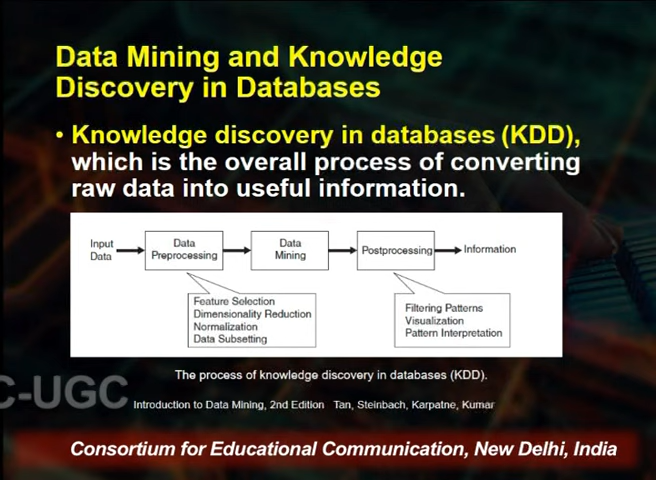 Data Mining and Knowledge
Discovery in Databases
• Knowledge discovery in databases (KDD),
which is the overall process of converting
raw data into useful information.
Input
Data
Data
Preprocessing
Data
Mining
Postprocessing
Information
Feature Selection
Dimensionality Reduction
Normalization
Data Subsetting
Filtering Patterns
Visualization
Pattern Interpretation
The process of knowledge discovery in databases (KDD).
C-UGC
Introduction to Data Mining, 2nd Edition Tan, Steinbach, Karpatne, Kumar
Consortium for Educational Communication, New Delhi, India